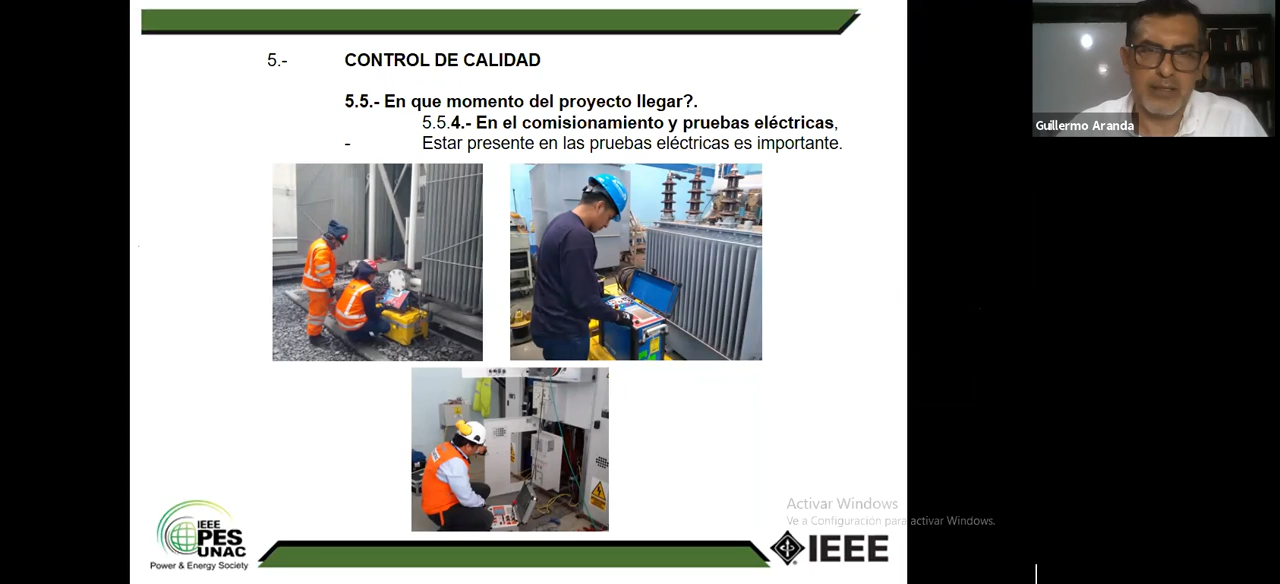 5.- CONTROL DE CALIDAD
5.5.- En que momento del proyecto llegar?.
5.5.4.- En el comisionamiento y pruebas eléctricas,
- Estar presente en las pruebas eléctricas es importante.
Guillermo Aranda
Activar Windows
Ve a Configuración para activar Windows.
IEEE
PES
UNAC
Power & Energy Society
IEEE